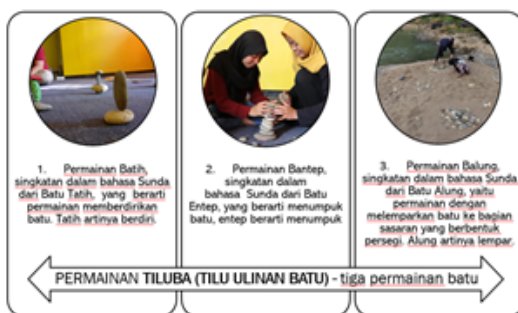 1. Permainan Batih,
singkatan dalam bahasa Sunda
dari Batu Tatih, yang berarti
permainan memberdirikan
batu. Tatih artinya berdiri.
2. Permainan Bantep,
singkatan dalam
bahasa Sunda dari Batu
Entep, yang berarti menumpuk
batu, entep berarti menumpuk
3. Permainan Balung,
singkatan dalam bahasa Sunda
dari Batu Alung, yaitu
permainan dengan
melemparkan batu ke bagian
sasaran yang berbentuk
persegi. Alung artinya lempar.
PERMAINAN TILUBA (TILU ULINAN BATU) - tiga permainan batu